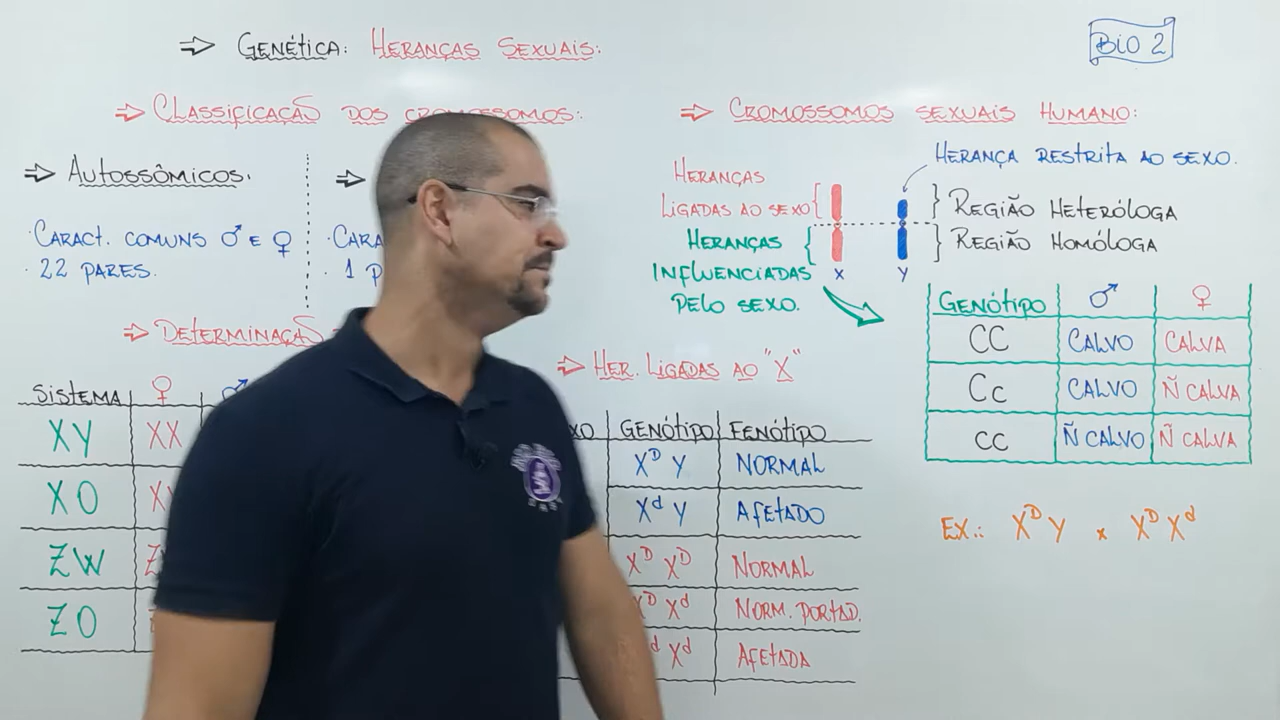 ⇒ GENÉTICA: HERANÇAS SEXUAIS:
BIO 2
⇒ CLASSIFICAÇÃO DOS CROMOSSOMOS:
⇒ AUTOSSÔMICOS.
· CARACT. COMUNS ♂ E ♀
· 22 PARES.
· 1
⇒ DETERMINAÇÃO
SISTEMA ♀ ♂
XY XX
XO
ZW
ZO
⇒ CROMOSSOMOS SEXUAIS HUMANO:
HERANÇA RESTRITA AO SEXO.
HERANÇAS
LIGADAS AO SEXO
HERANÇAS
INFLUENCIADAS
PELO SEXO.
X Y
REGIÃO HETERÓLOGA
REGIÃO HOMÓLOGA
GENÓTIPO ♂ ♀
CC CALVO CALVA
Cc CALVO Ñ CALVA
cc Ñ CALVO Ñ CALVA
⇒ HER. LIGADAS AO "X"
GENÓTIPO FENÓTIPO
X^D Y NORMAL
X^d Y AFETADO
X^D X^D NORMAL
X^D X^d NORM. PORTAD.
X^d AFETADA
EX.: X^D Y x X^D X^d